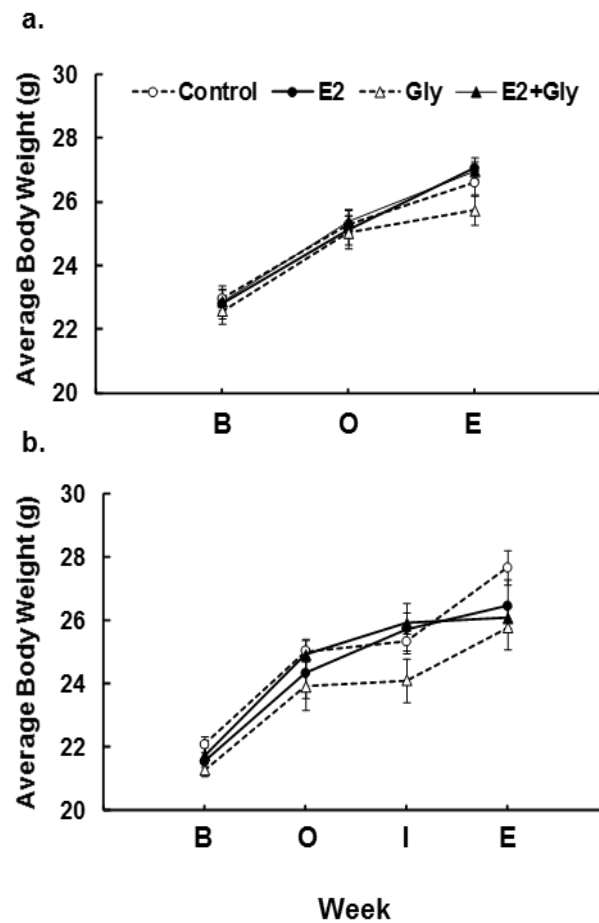 a.
Average Body Weight (g)
30
28
26
24
22
20
Control E2 Gly E2+Gly
B O E
b.
Average Body Weight (g)
30
28
26
24
22
20
B O I E
Week